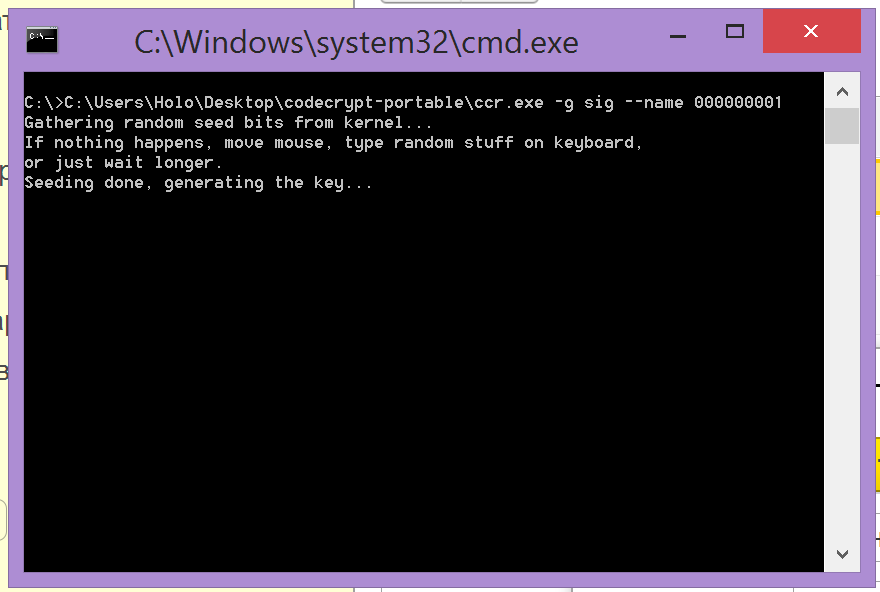 C:\Windows\system32\cmd.exe
C:\>C:\Users\Holo\Desktop\codecrypt-portable\ccr.exe -g sig --name 000000001
Gathering random seed bits from kernel...
If nothing happens, move mouse, type random stuff on keyboard,
or just wait longer.
Seeding done, generating the key...